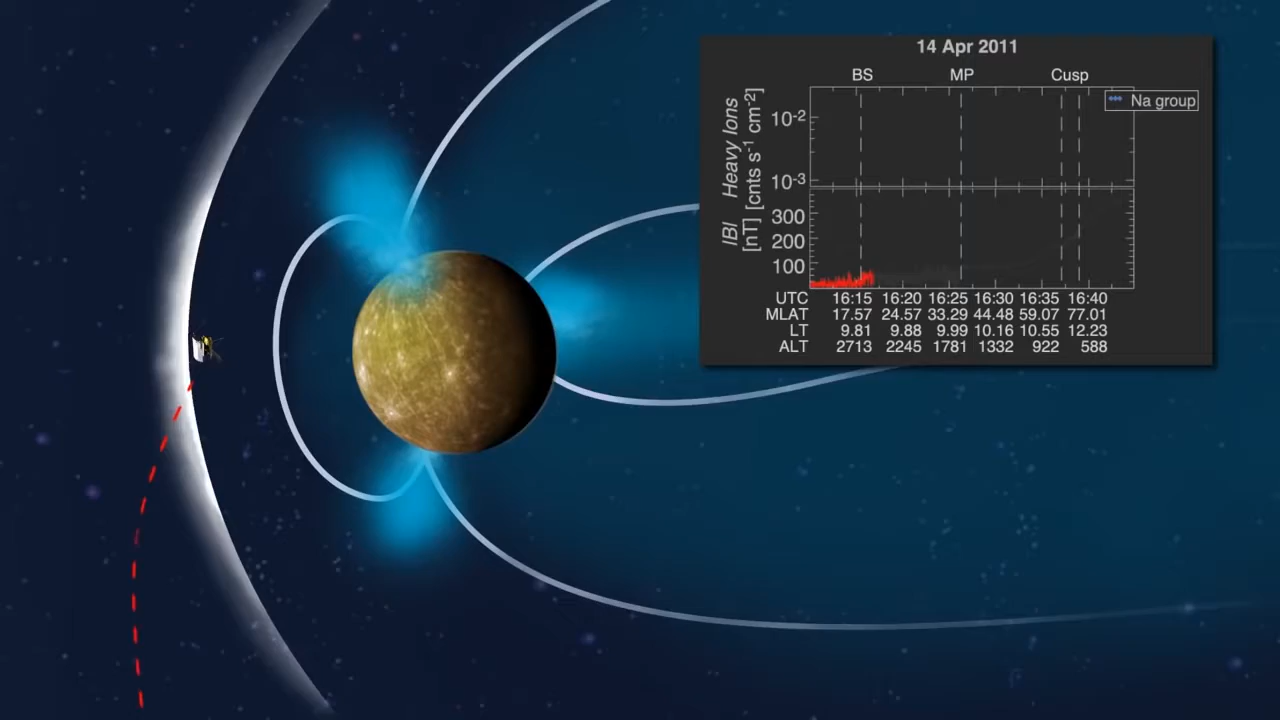 14 Apr 2011
BS MP Cusp
Na group
Heavy Ions
[cnts s-1 cm-2]
10-2
10-3
|B|
[nT]
300
200
100
UTC 16:15 16:20 16:25 16:30 16:35 16:40
MLAT 17.57 24.57 33.29 44.48 59.07 77.01
LT 9.81 9.88 9.99 10.16 10.55 12.23
ALT 2713 2245 1781 1332 922 588